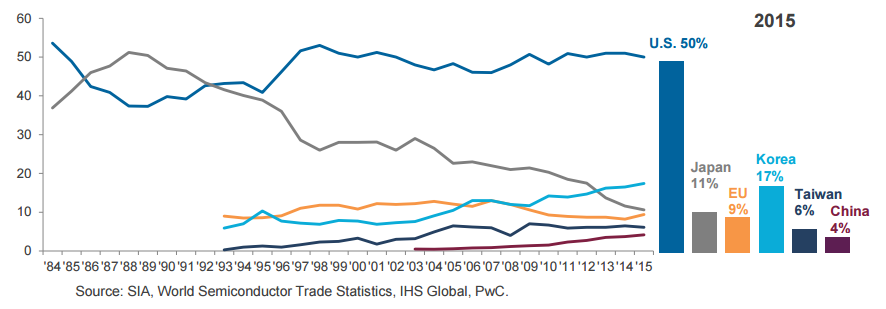 2015
60
50
40
30
20
10
0
U.S. 50%
Japan
11%
EU
9%
Korea
17%
Taiwan
6%
China
4%
'84 '85 '86 '87 '88 '89 '90 '91 '92 '93 '94 '95 '96 '97 '98 '99 '00 '01 '02 '03 '04 '05 '06 '07 '08 '09 '10 '11 '12 '13 '14 '15
Source: SIA, World Semiconductor Trade Statistics, IHS Global, PwC.